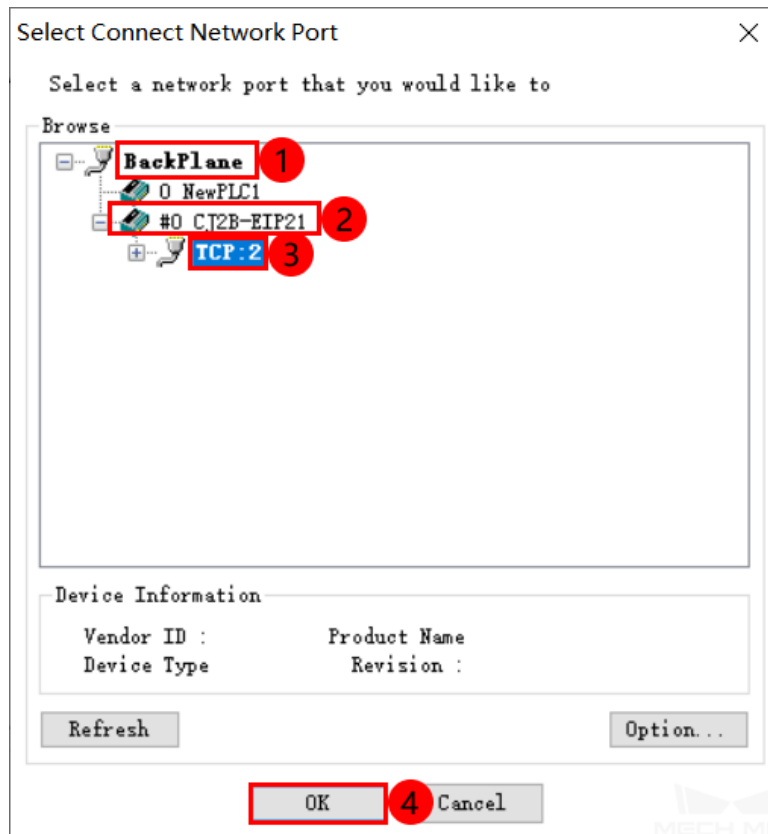 Select Connect Network Port
Select a network port that you would like to
Browse
BackPlane 1
0 NewPLC1
#0 CJ2B-EIP21 2
TCP:2 3
Device Information
Vendor ID : Product Name
Device Type Revision :
Refresh Option...
OK 4 Cancel